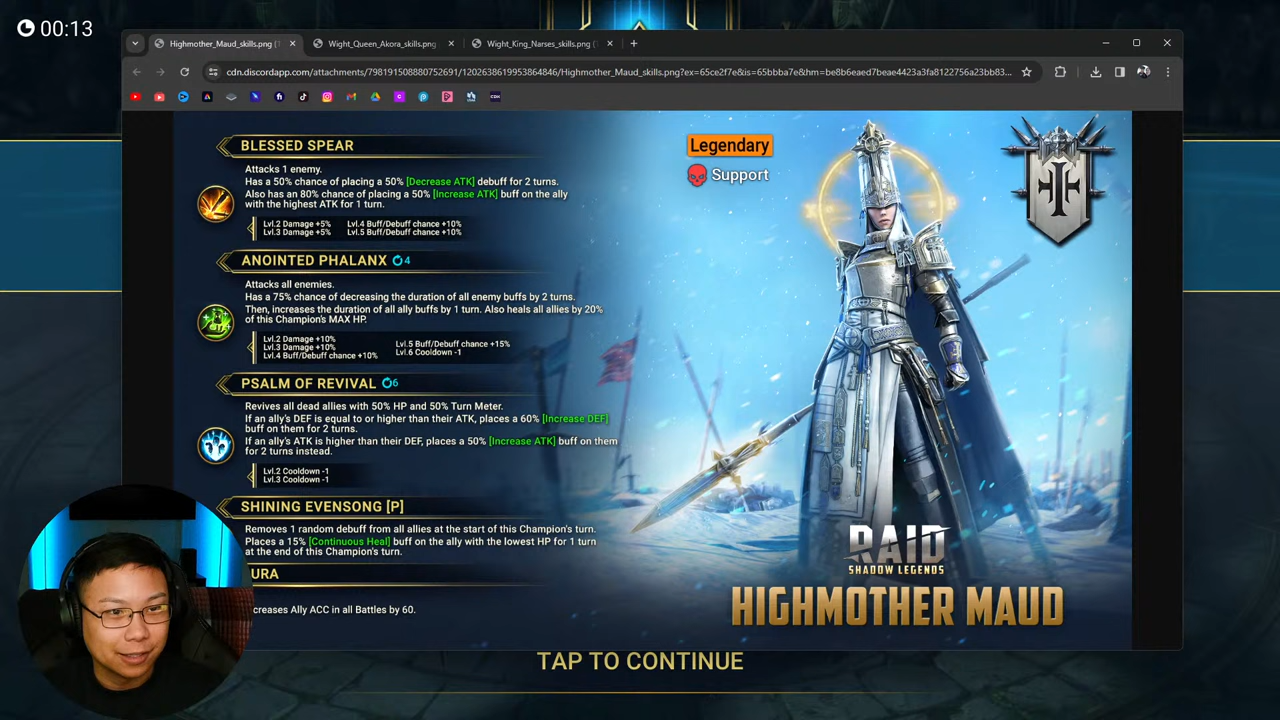 00:13
Highmother_Maud_skills.png (
Wight_Queen_Akora_skills.png
Wight_King_Narses_skills.png (
cdn.discordapp.com/attachments/798191508880752691/1202638619953864846/Highmother_Maud_skills.png?ex=65ce2f7e&is=65bbba7e&hm=be8b6eaed7beae4423a3fa8122756a23bb83...
BLESSED SPEAR
Attacks 1 enemy.
Has a 50% chance of placing a 50% [Decrease ATK] debuff for 2 turns.
Also has an 80% chance of placing a 50% [Increase ATK] buff on the ally
with the highest ATK for 1 turn.
Lvl.2 Damage +5% Lvl.4 Buff/Debuff chance +10%
Lvl.3 Damage +5% Lvl.5 Buff/Debuff chance +10%
ANOINTED PHALANX 4
Attacks all enemies.
Has a 75% chance of decreasing the duration of all enemy buffs by 2 turns.
Then, increases the duration of all ally buffs by 1 turn. Also heals all allies by 20%
of this Champion's MAX HP.
Lvl.2 Damage +10%
Lvl.3 Damage +10%
Lvl.4 Buff/Debuff chance +10%
Lvl.5 Buff/Debuff chance +15%
Lvl.6 Cooldown -1
PSALM OF REVIVAL 6
Revives all dead allies with 50% HP and 50% Turn Meter.
If an ally's DEF is equal to or higher than their ATK, places a 60% [Increase DEF]
buff on them for 2 turns.
If an ally's ATK is higher than their DEF, places a 50% [Increase ATK] buff on them
for 2 turns instead.
Lvl.2 Cooldown -1
Lvl.3 Cooldown -1
SHINING EVENSONG [P]
Removes 1 random debuff from all allies at the start of this Champion's turn.
Places a 15% [Continuous Heal] buff on the ally with the lowest HP for 1 turn
at the end of this Champion's turn.
URA
creases Ally ACC in all Battles by 60.
Legendary
Support
RAID
SHADOW LEGENDS
HIGHMOTHER MAUD
TAP TO CONTINUE